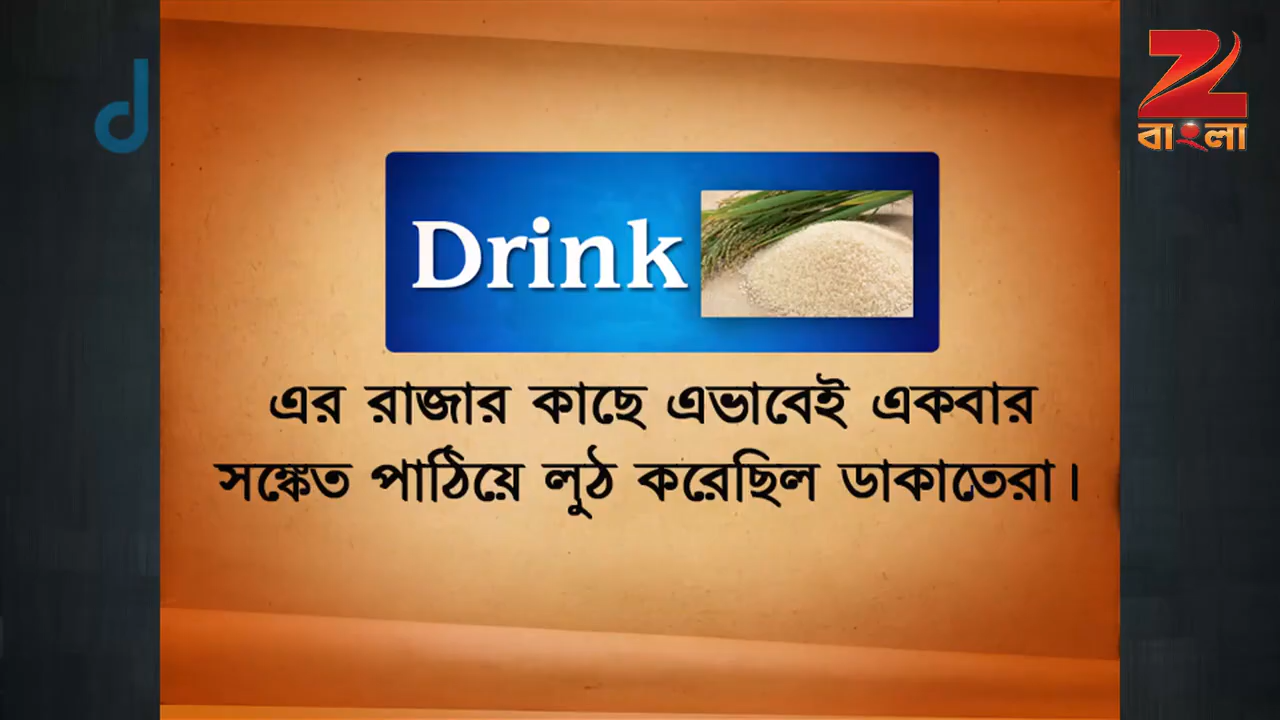 d
Z
বাংলা
Drink
এর রাজার কাছে এভাবেই একবার
সঙ্কেত পাঠিয়ে লুঠ করেছিল ডাকাতেরা।